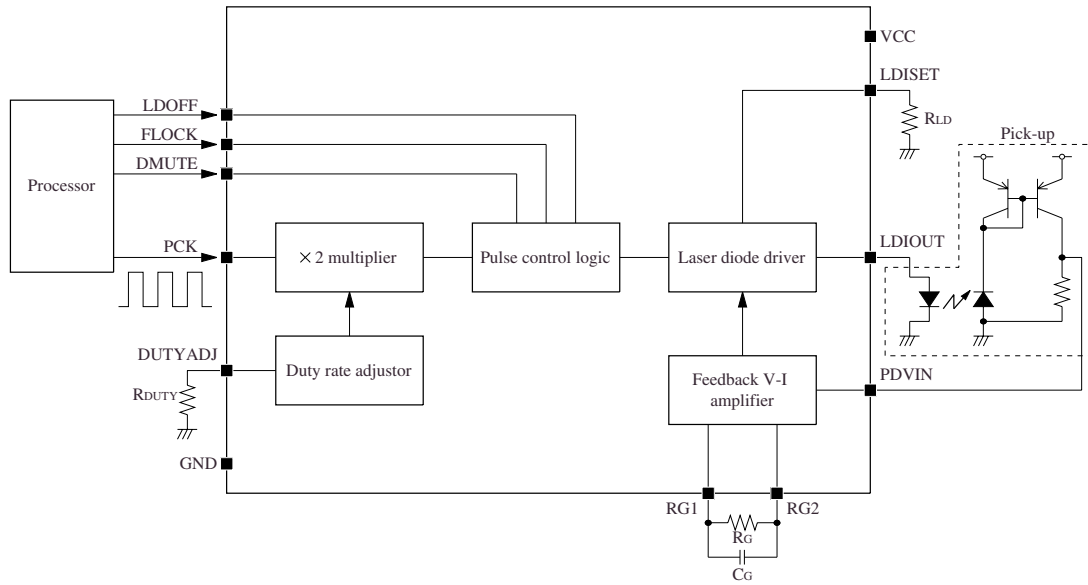 VCC
LDISET
RLD
Pick-up
LDOFF
FLOCK
DMUTE
Processor
PCK
× 2 multiplier
Pulse control logic
Laser diode driver
LDIOUT
DUTYADJ
RDUTY
Duty rate adjustor
Feedback V-I
amplifier
PDVIN
GND
RG1
RG2
RG
CG